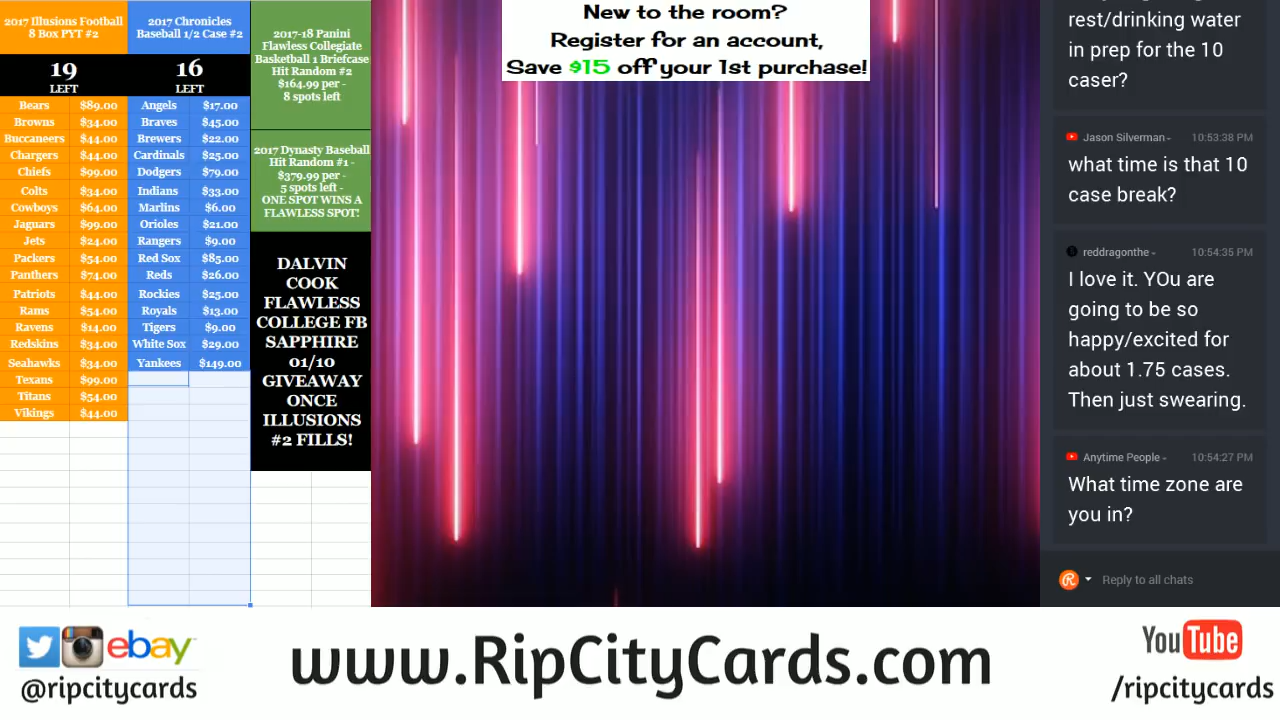 2017 Illusions Football
8 Box PYT #2
19
LEFT
Bears $89.00
Browns $34.00
Buccaneers $44.00
Chargers $44.00
Chiefs $99.00
Colts $34.00
Cowboys $64.00
Jaguars $99.00
Jets $24.00
Packers $54.00
Panthers $74.00
Patriots $44.00
Rams $54.00
Ravens $14.00
Redskins $34.00
Seahawks $34.00
Texans $99.00
Titans $54.00
Vikings $44.00
2017 Chronicles
Baseball 1/2 Case #2
16
LEFT
Angels $17.00
Braves $45.00
Brewers $22.00
Cardinals $25.00
Dodgers $79.00
Indians $33.00
Marlins $6.00
Orioles $21.00
Rangers $9.00
Red Sox $85.00
Reds $26.00
Rockies $25.00
Royals $13.00
Tigers $9.00
White Sox $29.00
Yankees $149.00
2017-18 Panini
Flawless Collegiate
Basketball 1 Briefcase
Hit Random #2
$164.99 per -
8 spots left
2017 Dynasty Baseball
Hit Random #1 -
$379.99 per -
5 spots left -
ONE SPOT WINS A
FLAWLESS SPOT!
DALVIN
COOK
FLAWLESS
COLLEGE FB
SAPPHIRE
01/10
GIVEAWAY
ONCE
ILLUSIONS
#2 FILLS!
New to the room?
Register for an account,
Save $15 off your 1st purchase!
rest/drinking water
in prep for the 10
caser?
Jason Silverman 10:53:38 PM
what time is that 10
case break?
reddragonthe 10:54:35 PM
I love it. YOu are
going to be so
happy/excited for
about 1.75 cases.
Then just swearing.
Anytime People 10:54:27 PM
What time zone are
you in?
R Reply to all chats
ebay
@ripcitycards
www.RipCityCards.com
YouTube
/ripcitycards